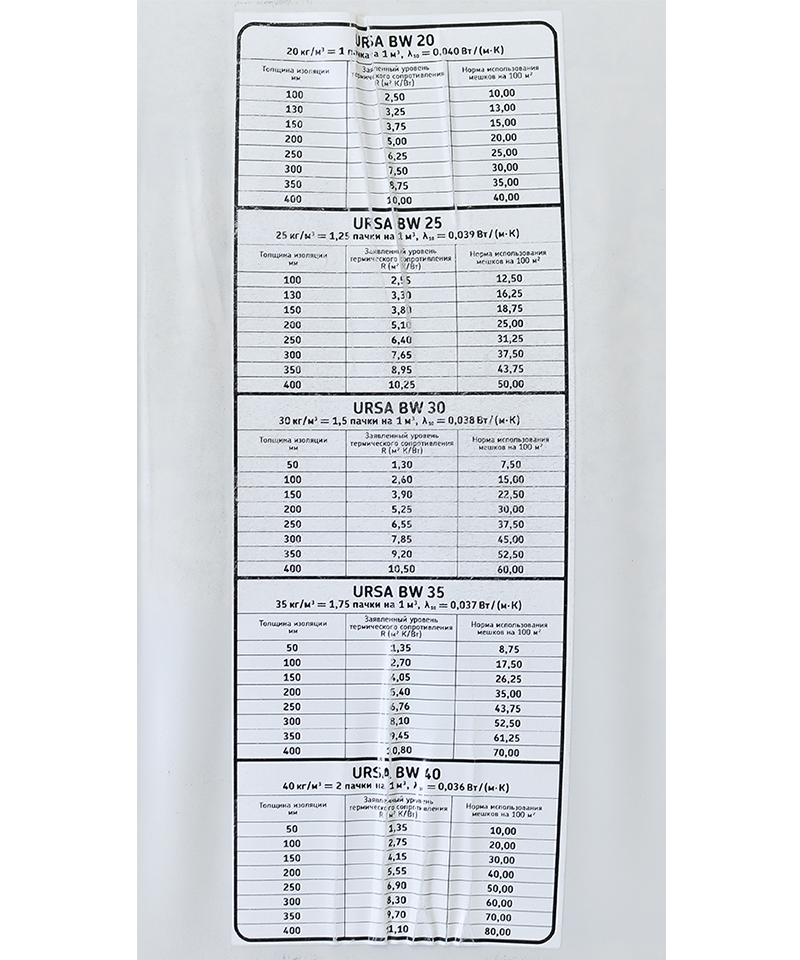 URSA BW 20
20 кг/м³ = 1 пачка на 1 м³, λ₁₀ = 0,040 Вт/(м·К)
Толщина изоляции мм Заявленный уровень термического сопротивления R (м² К/Вт) Норма использования мешков на 100 м²
100 2,50 10,00
130 3,25 13,00
150 3,75 15,00
200 5,00 20,00
250 6,25 25,00
300 7,50 30,00
350 8,75 35,00
400 10,00 40,00
URSA BW 25
25 кг/м³ = 1,25 пачки на 1 м³, λ₁₀ = 0,039 Вт/(м·К)
Толщина изоляции мм Заявленный уровень термического сопротивления R (м² К/Вт) Норма использования мешков на 100 м²
100 2,55 12,50
130 3,30 16,25
150 3,80 18,75
200 5,10 25,00
250 6,40 31,25
300 7,65 37,50
350 8,95 43,75
400 10,25 50,00
URSA BW 30
30 кг/м³ = 1,5 пачки на 1 м³, λ₁₀ = 0,038 Вт/(м·К)
Толщина изоляции мм Заявленный уровень термического сопротивления R (м² К/Вт) Норма использования мешков на 100 м²
50 1,30 7,50
100 2,60 15,00
150 3,90 22,50
200 5,25 30,00
250 6,55 37,50
300 7,85 45,00
350 9,20 52,50
400 10,50 60,00
URSA BW 35
35 кг/м³ = 1,75 пачки на 1 м³, λ₁₀ = 0,037 Вт/(м·К)
Толщина изоляции мм Заявленный уровень термического сопротивления R (м² К/Вт) Норма использования мешков на 100 м²
50 1,35 8,75
100 2,70 17,50
150 4,05 26,25
200 5,40 35,00
250 6,76 43,75
300 8,10 52,50
350 9,45 61,25
400 10,80 70,00
URSA BW 40
40 кг/м³ = 2 пачки на 1 м³, λ₁₀ = 0,036 Вт/(м·К)
Толщина изоляции мм Заявленный уровень термического сопротивления R (м² К/Вт) Норма использования мешков на 100 м²
50 1,35 10,00
100 2,75 20,00
150 4,15 30,00
200 5,55 40,00
250 6,90 50,00
300 8,30 60,00
350 9,70 70,00
400 11,10 80,00